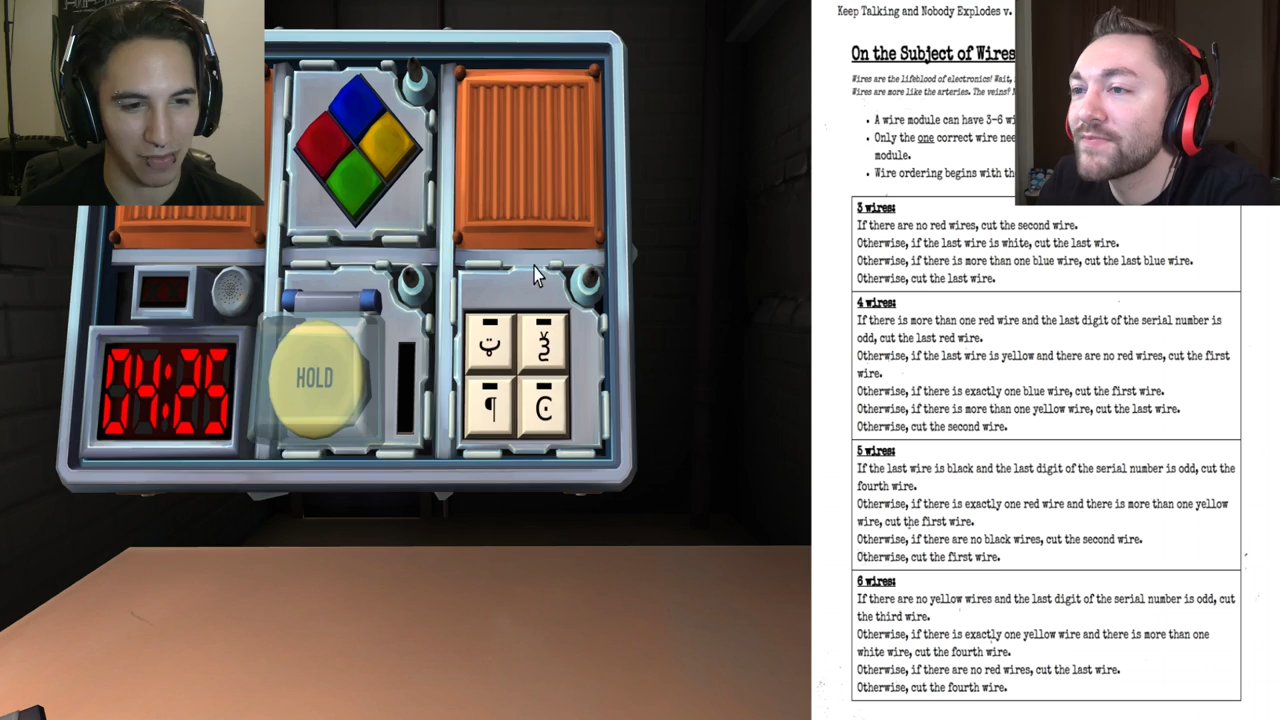 Keep Talking and Nobody Explodes v.
On the Subject of Wires
Wires are the lifeblood of electronics! Wait,
Wires are more like the arteries. The veins?
A wire module can have 3-6 wi
Only the one correct wire nee
module.
Wire ordering begins with th
04:25
HOLD
¶
3 wires:
If there are no red wires, cut the second wire.
Otherwise, if the last wire is white, cut the last wire.
Otherwise, if there is more than one blue wire, cut the last blue wire.
Otherwise, cut the last wire.
4 wires:
If there is more than one red wire and the last digit of the serial number is
odd, cut the last red wire.
Otherwise, if the last wire is yellow and there are no red wires, cut the first
wire.
Otherwise, if there is exactly one blue wire, cut the first wire.
Otherwise, if there is more than one yellow wire, cut the last wire.
Otherwise, cut the second wire.
5 wires:
If the last wire is black and the last digit of the serial number is odd, cut the
fourth wire.
Otherwise, if there is exactly one red wire and there is more than one yellow
wire, cut the first wire.
Otherwise, if there are no black wires, cut the second wire.
Otherwise, cut the first wire.
6 wires:
If there are no yellow wires and the last digit of the serial number is odd, cut
the third wire.
Otherwise, if there is exactly one yellow wire and there is more than one
white wire, cut the fourth wire.
Otherwise, if there are no red wires, cut the last wire.
Otherwise, cut the fourth wire.